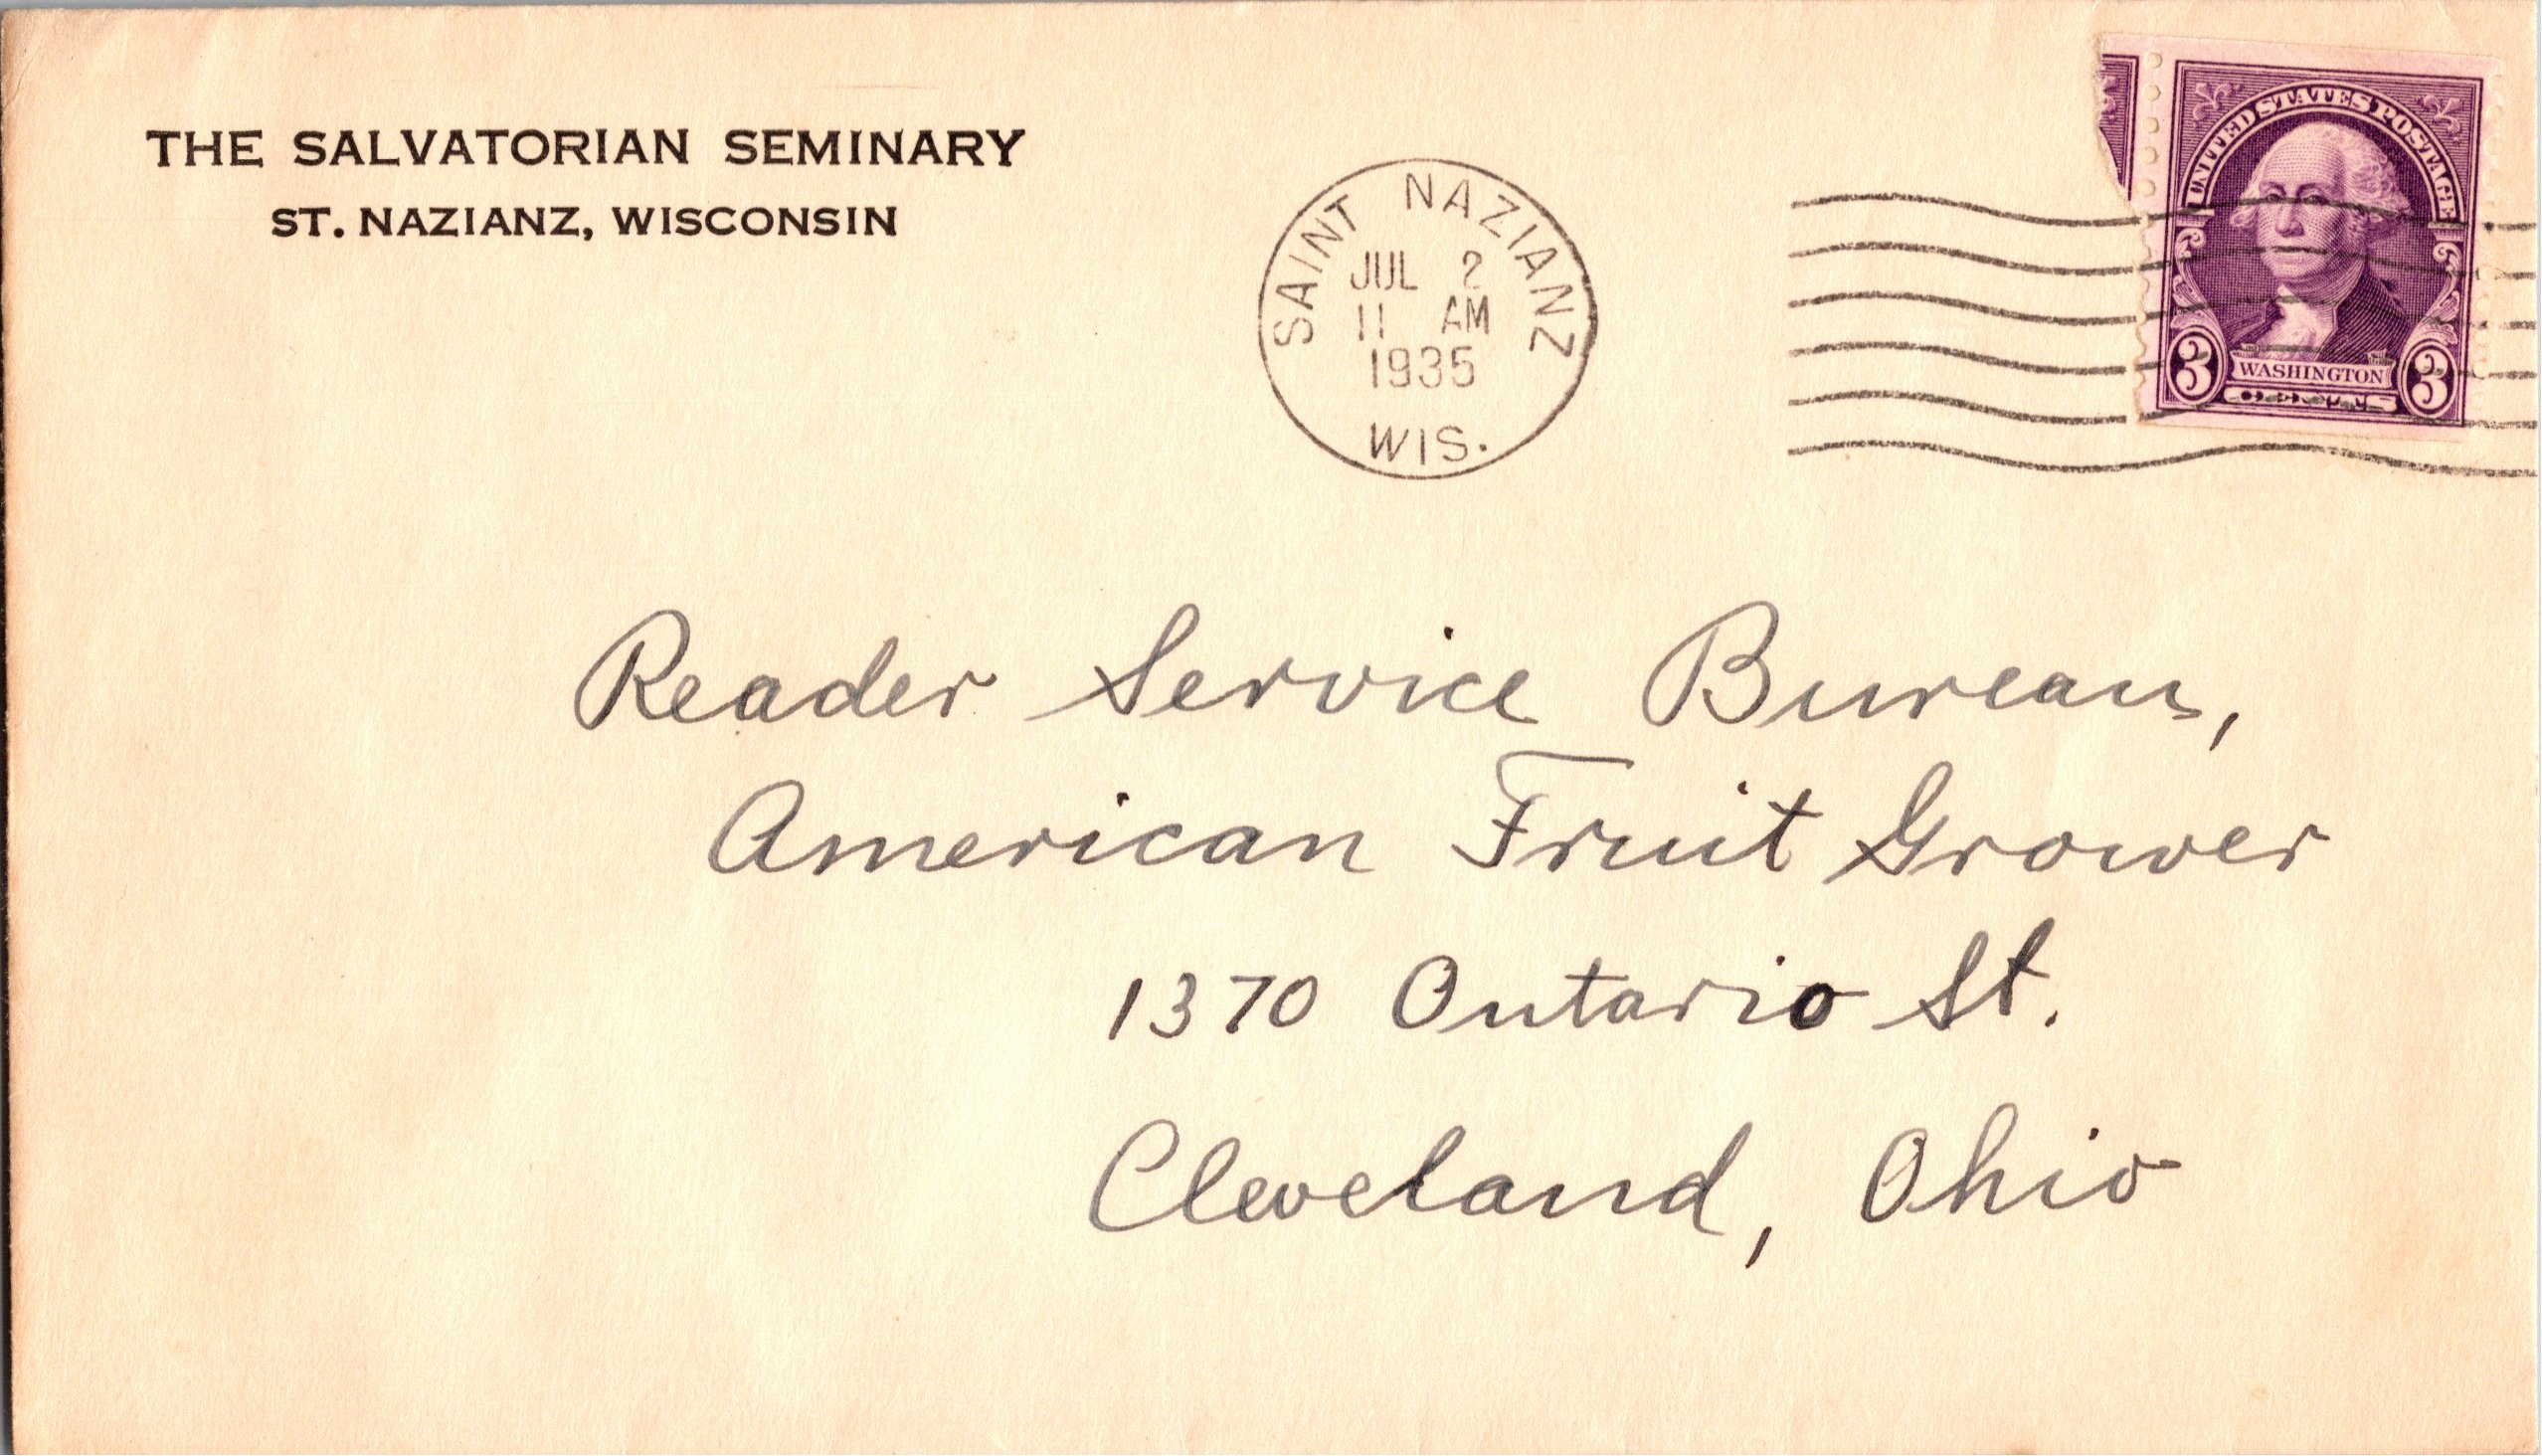 THE SALVATORIAN SEMINARY
ST. NAZIANZ, WISCONSIN
SAINT NAZIANZ
JUL 2
11 AM
1935
WIS.
UNITED STATES POSTAGE
3 WASHINGTON 3
Reader Service Bureau,
American Fruit Grower
1370 Ontario St.
Cleveland, Ohio